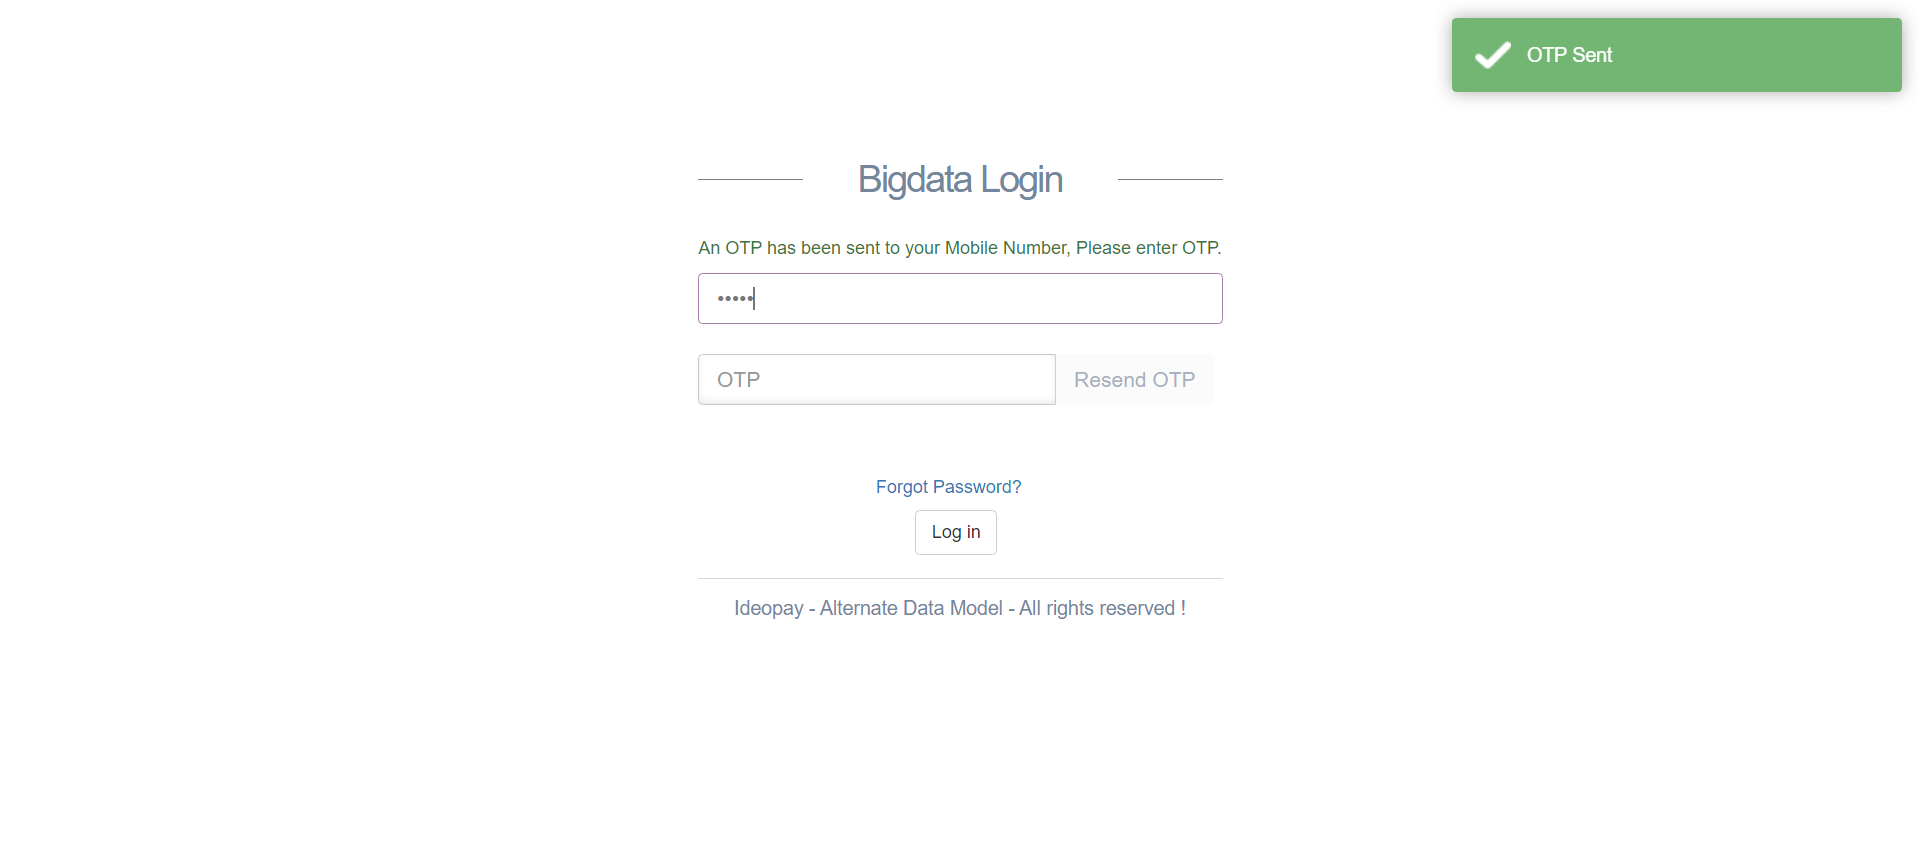 OTP Sent
Bigdata Login
An OTP has been sent to your Mobile Number, Please enter OTP.
•••••
OTP
Resend OTP
Forgot Password?
Log in
Ideopay - Alternate Data Model - All rights reserved !